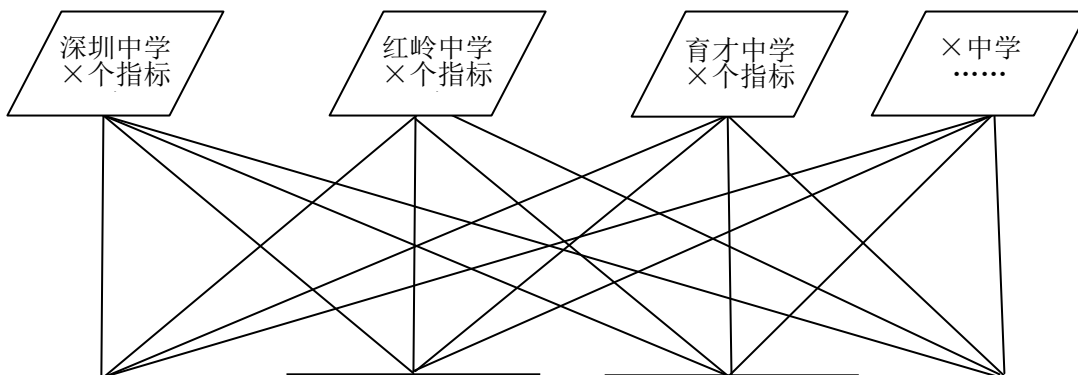 深圳中学
×个指标
红岭中学
×个指标
育才中学
×个指标
×中学
……